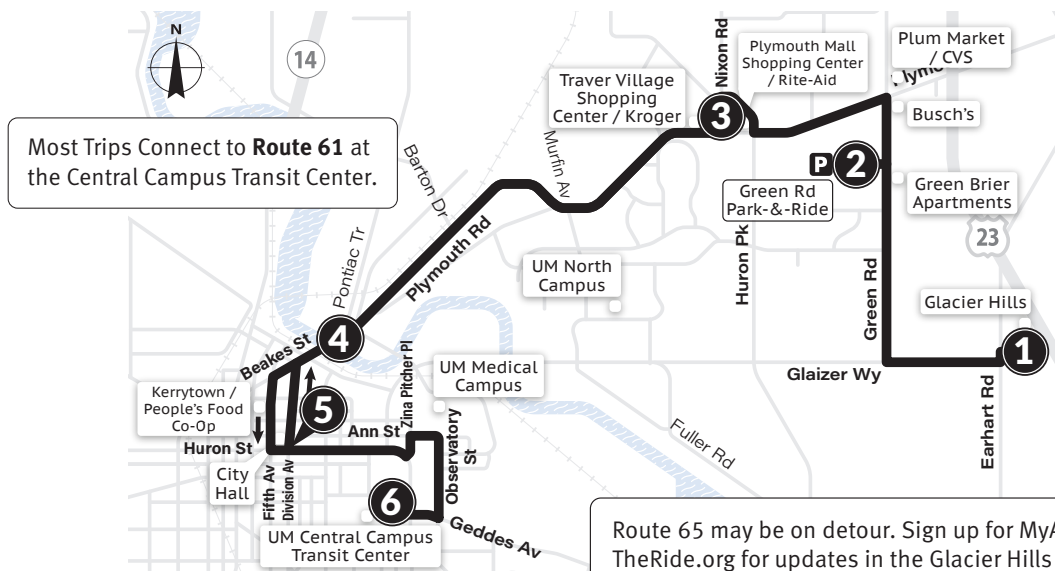 N
14
Most Trips Connect to Route 61 at
the Central Campus Transit Center.
Traver Village
Shopping
Center / Kroger
Nixon Rd
Plymouth Mall
Shopping Center
/ Rite-Aid
Plum Market
/ CVS
3
Busch's
P
2
Green Rd
Park-&-Ride
Green Brier
Apartments
23
Barton Dr
Murfin Av
Pontiac Tr
Plymouth Rd
UM North
Campus
Huron Pk
Green Rd
Glacier Hills
1
Glaizer Wy
Earhart Rd
4
Beakes St
Kerrytown /
People's Food
Co-Op
5
Zina Pitcher Pl
UM Medical
Campus
Huron St
Ann St
Observatory
St
Fuller Rd
City
Hall
Fifth Av
Division Av
6
Geddes Av
UM Central Campus
Transit Center
Route 65 may be on detour. Sign up for
TheRide.org for updates in the Glacier Hills